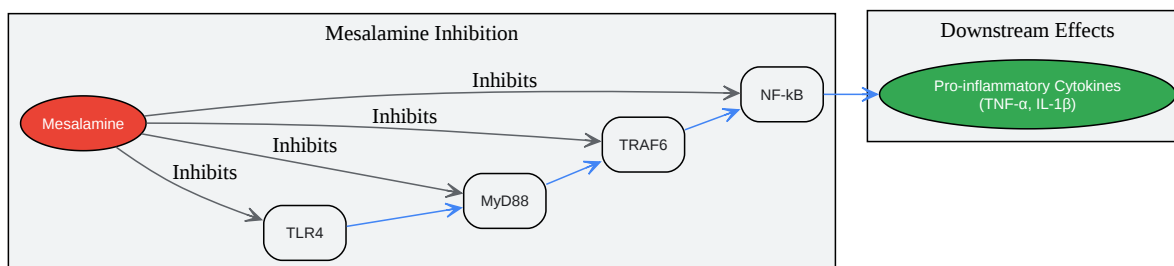 Mesalamine Inhibition
Downstream Effects
Inhibits
NF-kB
Pro-inflammatory Cytokines
(TNF-α, IL-1β)
Mesalamine
Inhibits
Inhibits
TRAF6
Inhibits
MyD88
TLR4